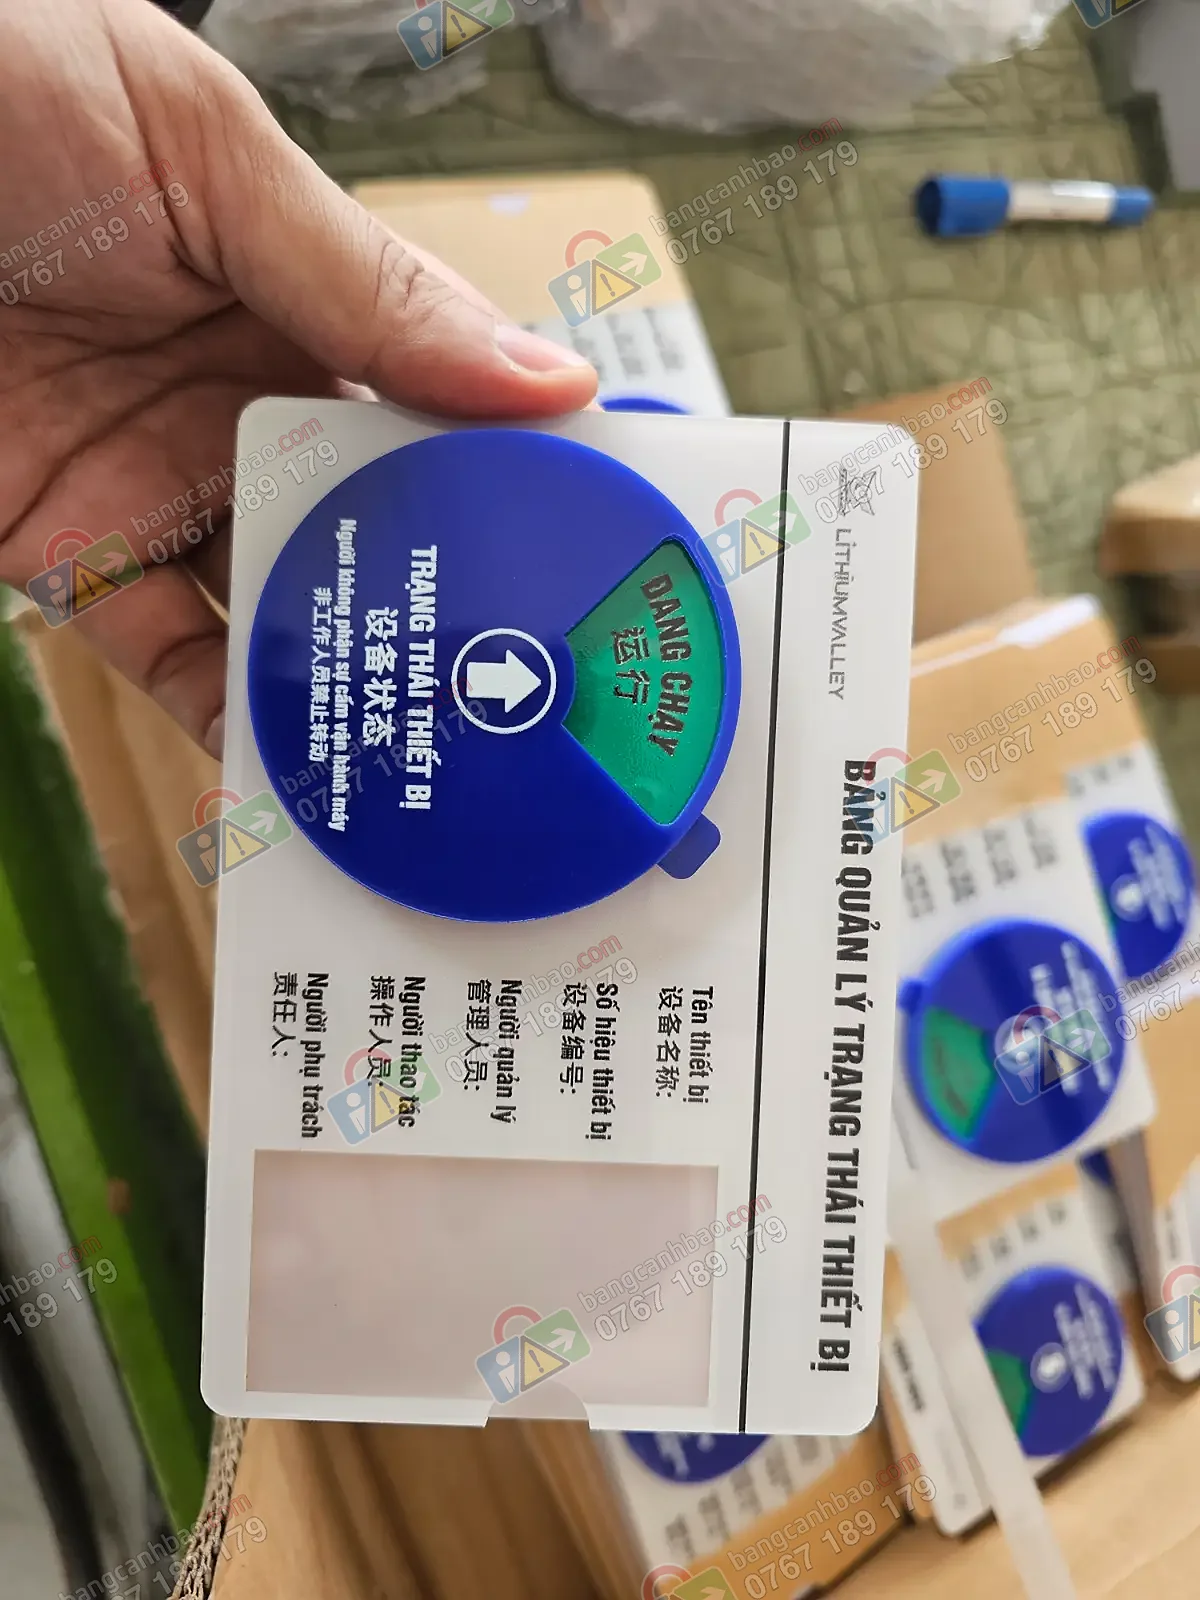 LITHIUMVALLEY
BẢNG QUẢN LÝ TRẠNG THÁI THIẾT BỊ
ĐANG CHẠY
运行
TRẠNG THÁI THIẾT BỊ
设备状态
Người không phận sự cấm vận hành máy
非工作人员禁止转动
Tên thiết bị
设备名称:
Số hiệu thiết bị
设备编号:
Người quản lý
管理人员:
Người thao tác
操作人员:
Người phụ trách
责任人:
bangcanhbao.com
0767 189 179